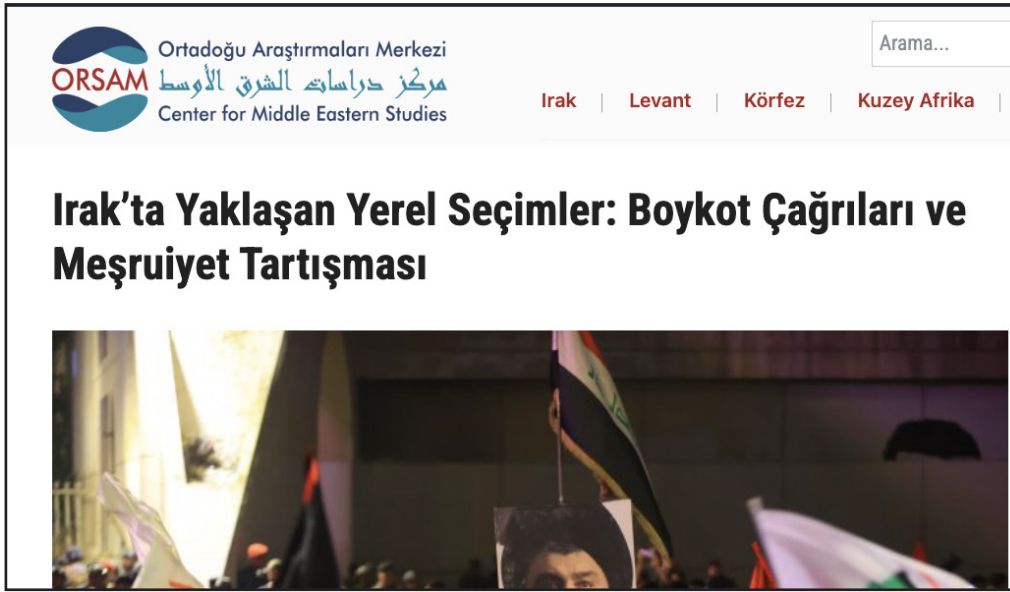 Ortadoğu Araştırmaları Merkezi
ORSAM
مركز دراسات الشرق الأوسط
Center for Middle Eastern Studies
Arama...
Irak | Levant | Körfez | Kuzey Afrika |
Irak’ta Yaklaşan Yerel Seçimler: Boykot Çağrıları ve
Meşruiyet Tartışması